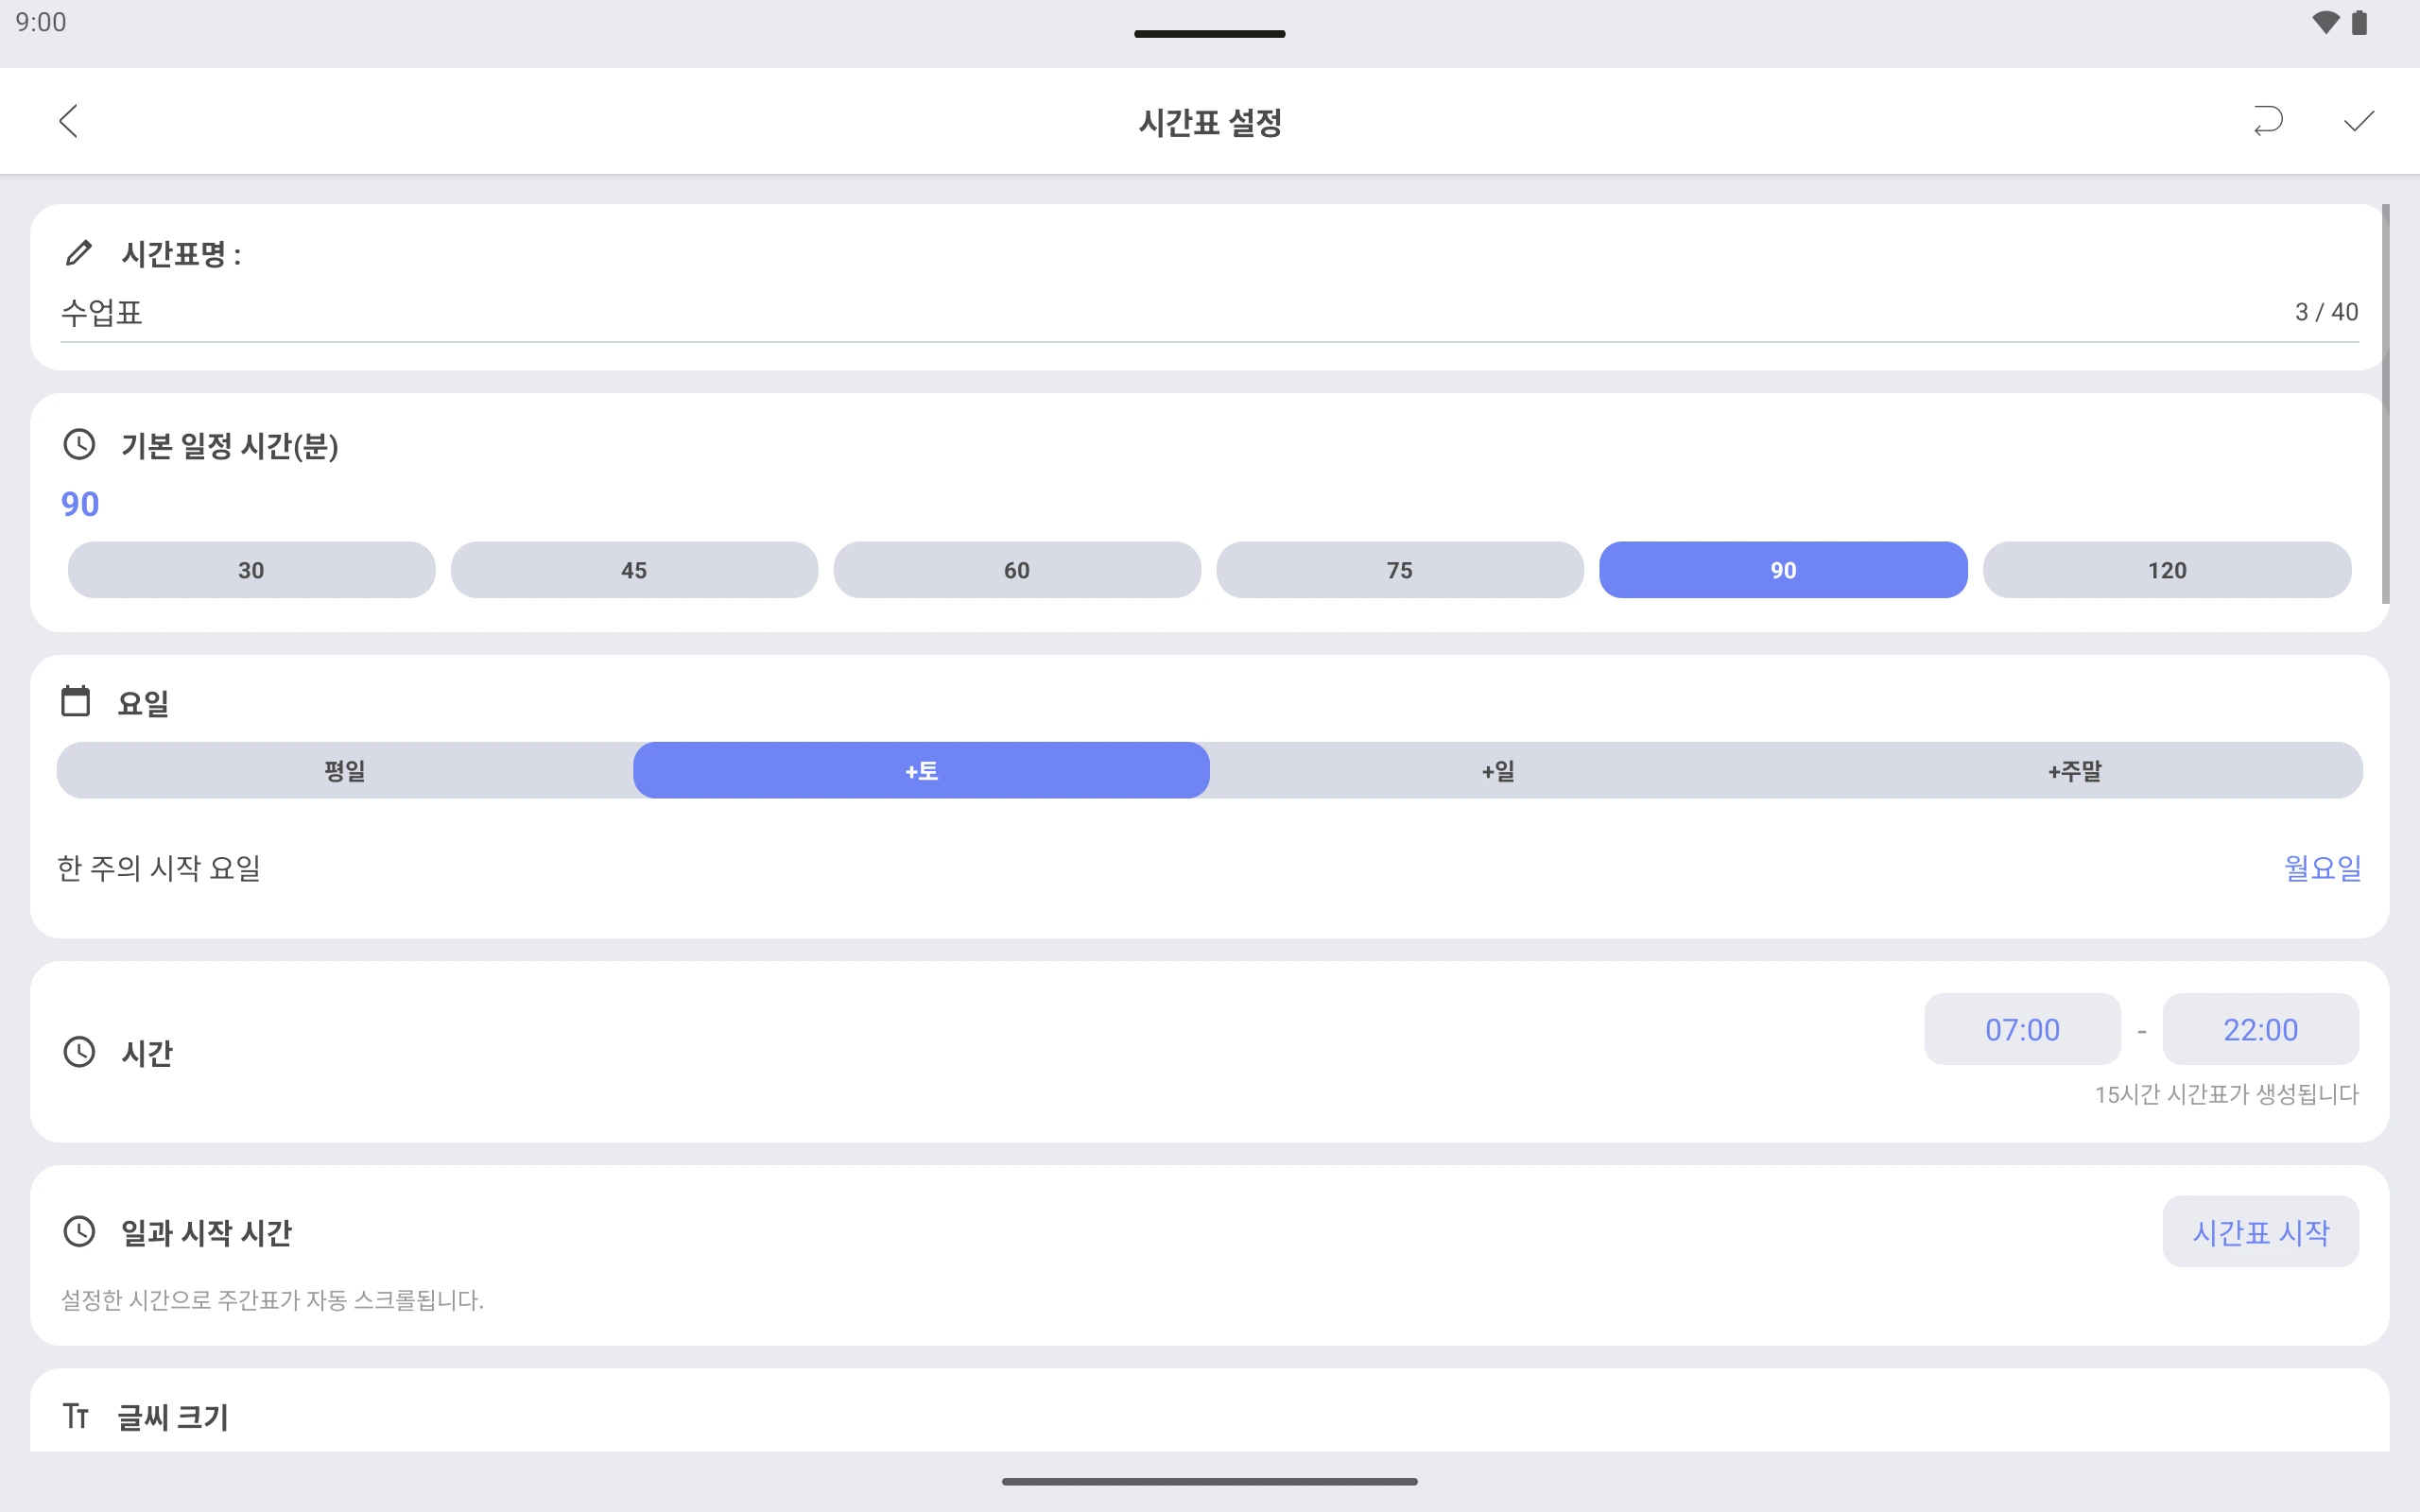 9:00
시간표 설정
시간표명 :
수업표
3 / 40
기본 일정 시간(분)
90
30 45 60 75 90 120
요일
평일 +토 +일 +주말
한 주의 시작 요일 월요일
시간
07:00 - 22:00
15시간 시간표가 생성됩니다
일과 시작 시간 시간표 시작
설정한 시간으로 주간표가 자동 스크롤됩니다.
글씨 크기